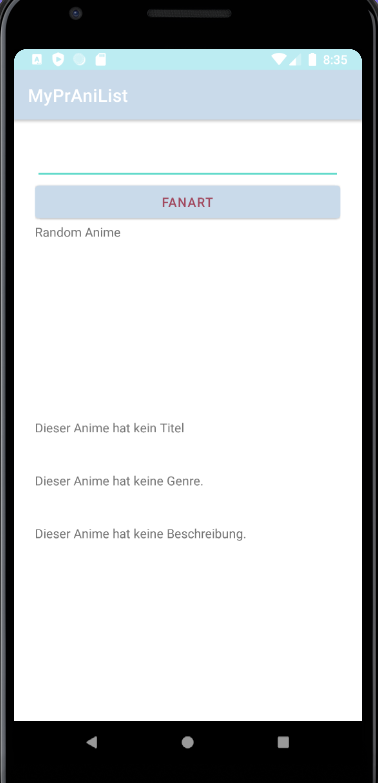 8:35
MyPrAniList
FANART
Random Anime
Dieser Anime hat kein Titel
Dieser Anime hat keine Genre.
Dieser Anime hat keine Beschreibung.